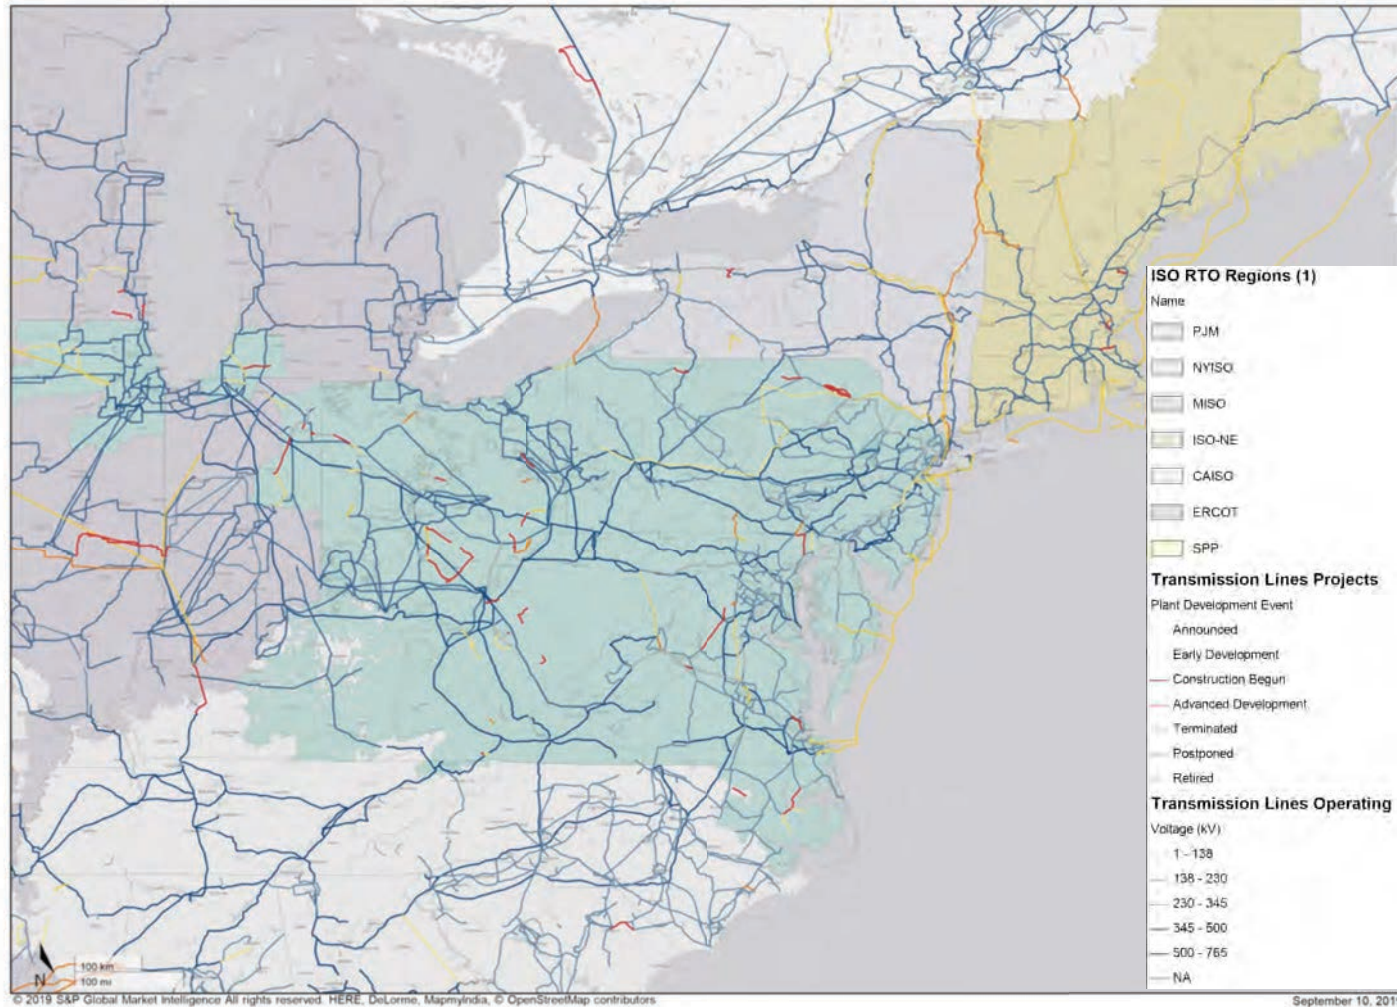 ISO RTO Regions (1)
Name
PJM
NYISO
MISO
ISO-NE
CAISO
ERCOT
SPP
Transmission Lines Projects
Plant Development Event
Announced
Early Development
Construction Begun
Advanced Development
Terminated
Postponed
Retired
Transmission Lines Operating
Voltage (kV)
1 - 138
138 - 230
230 - 345
345 - 500
500 - 765
NA
N
100 km
100 mi
© 2019 S&P Global Market Intelligence All rights reserved. HERE, DeLorme, MapmyIndia, © OpenStreetMap contributors
September 10, 201